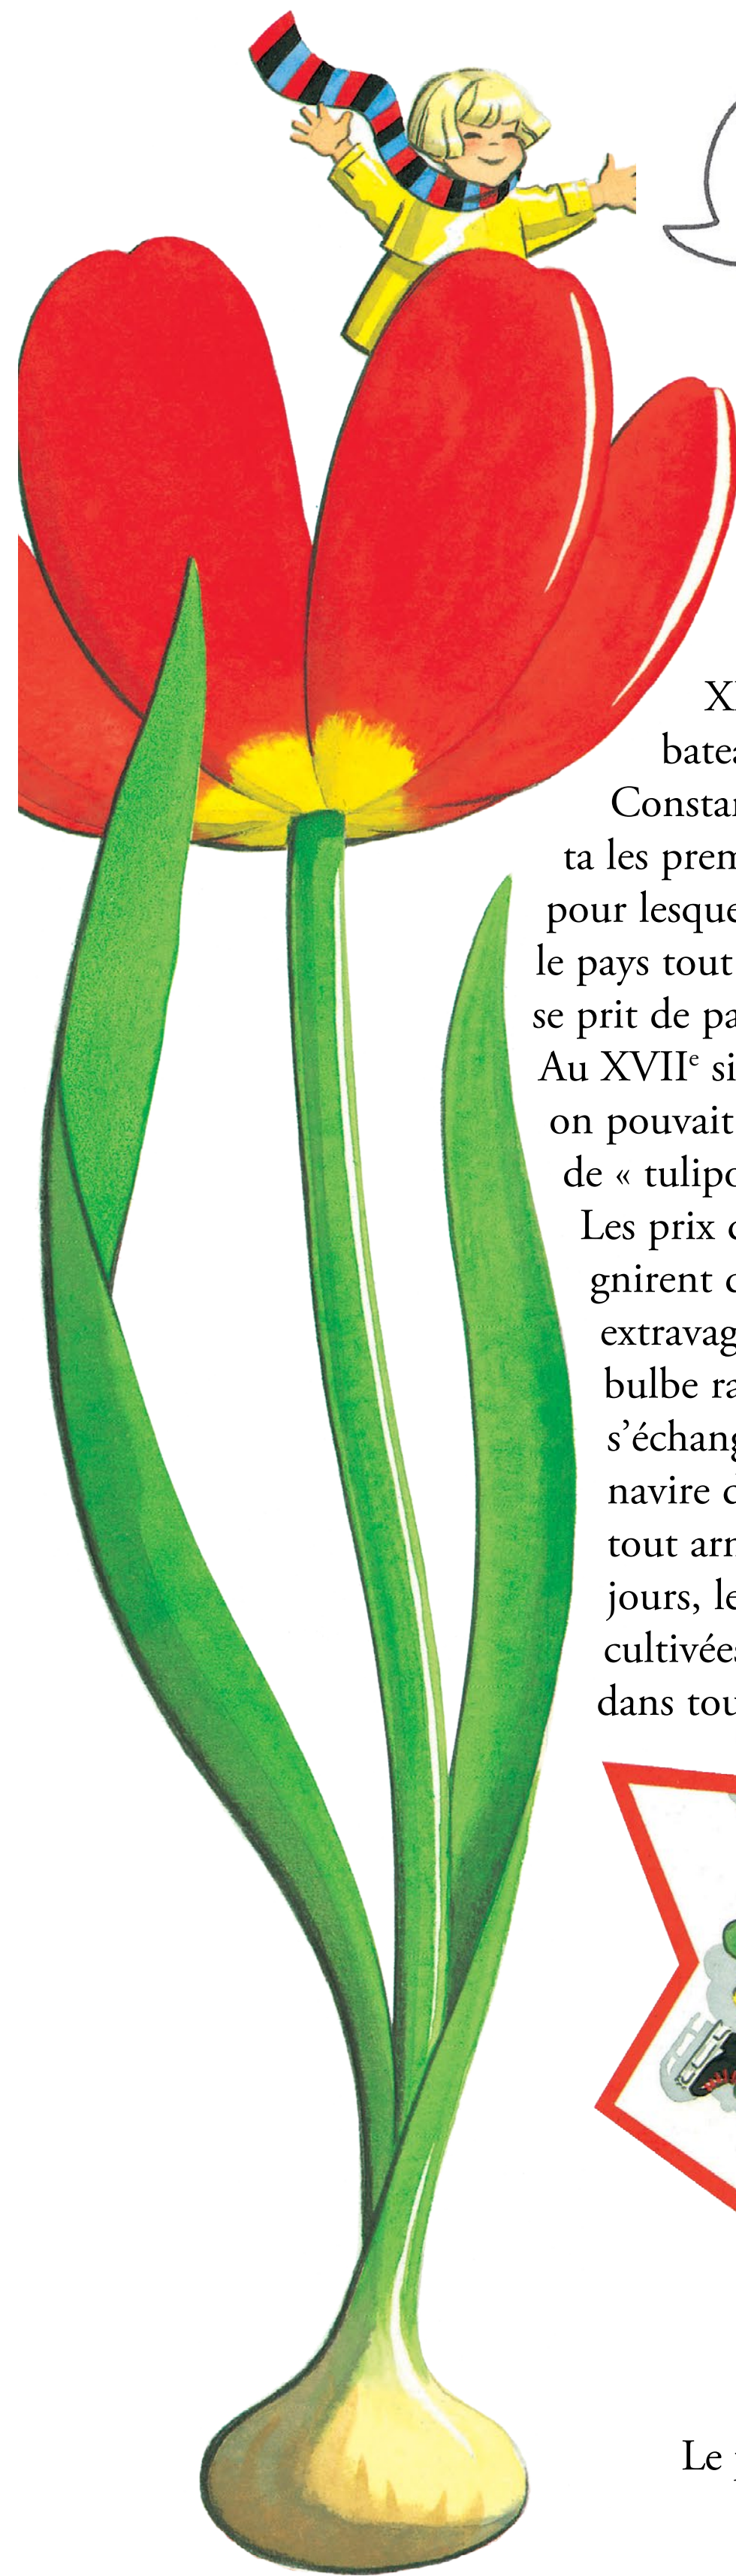 batea
Constan
ta les prem
pour lesque
le pays tout
se prit de pa
Au XVIIᵉ si
on pouvait
de « tulipo
Les prix d
gnirent d
extravag
bulbe ra
s’échang
navire d
tout arm
jours, le
cultivées
dans tou
Le p